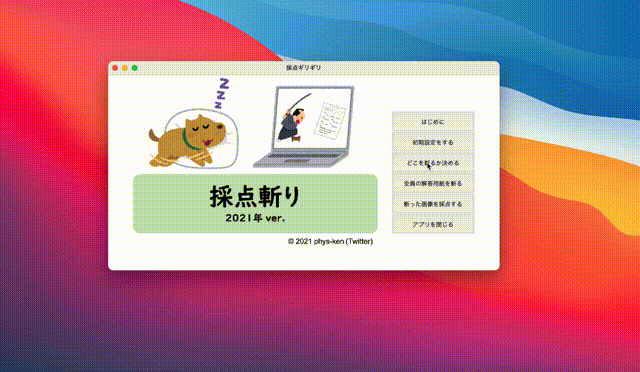 採点ギリギリ
Z
Z
Z
採点斬り
2021年 ver.
© 2021 phys-ken (Twitter)
はじめに
初期設定をする
どこを斬るか決める
全員の解答用紙を斬る
斬った画像を採点する
アプリを閉じる